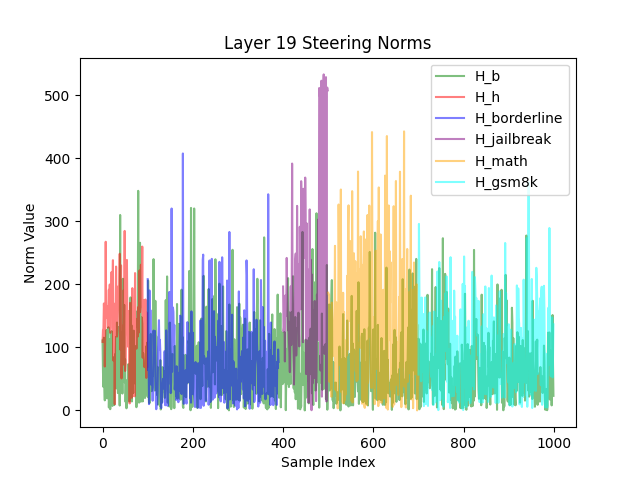 Layer 19 Steering Norms
H_b
H_h
H_borderline
H_jailbreak
H_math
H_gsm8k
Norm Value
500
400
300
200
100
0
0
200
400
600
800
1000
Sample Index